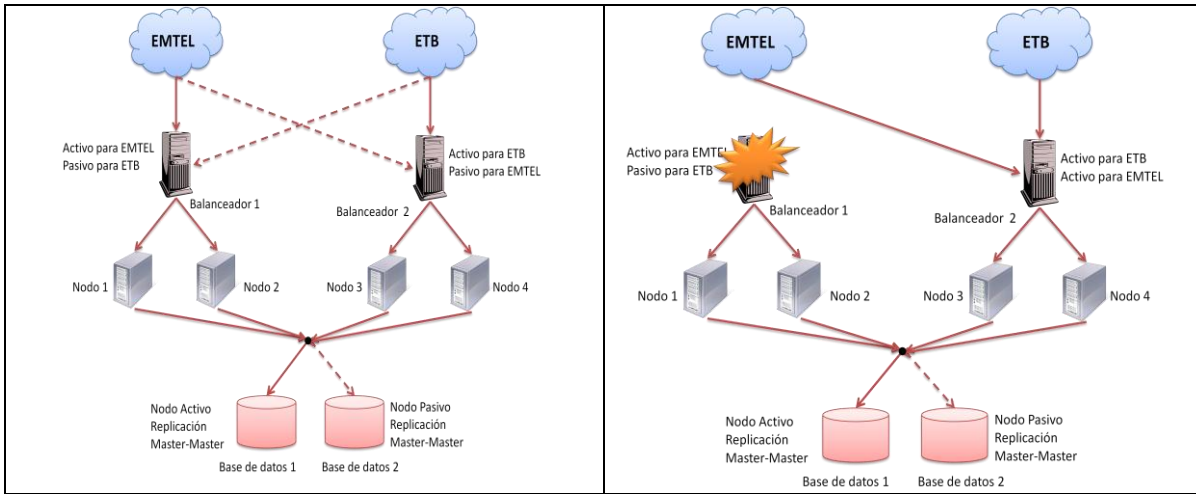 EMTEL
ETB
Activo para EMTEL
Pasivo para ETB
Activo para ETB
Pasivo para EMTEL
Balanceador 1
Balanceador 2
Nodo 1
Nodo 2
Nodo 3
Nodo 4
Nodo Activo
Replicación
Master-Master
Nodo Pasivo
Replicación
Master-Master
Base de datos 1
Base de datos 2
EMTEL
ETB
Activo para EMTEL
Pasivo para ETB
Activo para ETB
Activo para EMTEL
Balanceador 1
Balanceador 2
Nodo 1
Nodo 2
Nodo 3
Nodo 4
Nodo Activo
Replicación
Master-Master
Nodo Pasivo
Replicación
Master-Master
Base de datos 1
Base de datos 2